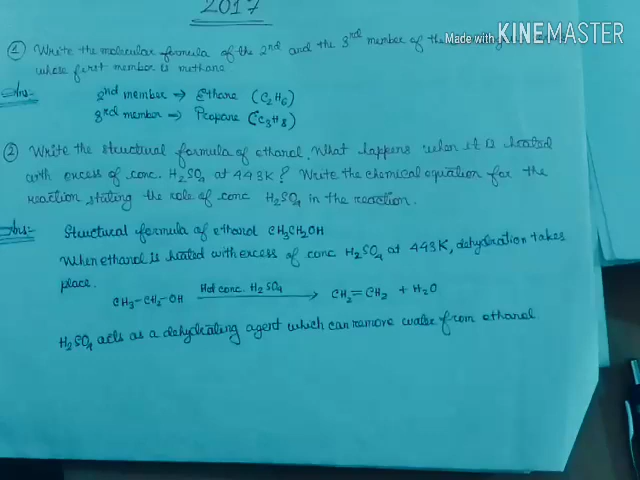 2017
Made with KINEMASTER
① Write the molecular formula of the 2nd and the 3rd member of the
whose first member is methane
Ans:- 2nd member → Ethane (C2H6)
3rd member → Propane (C3H8)
② Write the structural formula of ethanol. What happens when it is heated
with excess of conc. H2SO4 at 443K? Write the chemical equation for the
reaction stating the role of conc H2SO4 in the reaction.
Ans:- Structural formula of ethanol CH3CH2OH
When ethanol is heated with excess of conc H2SO4 at 443K, dehydration takes
place.
CH3-CH2-OH Hot conc. H2SO4 → CH2=CH2 + H2O
H2SO4 acts as a dehydrating agent which can remove water from ethanol